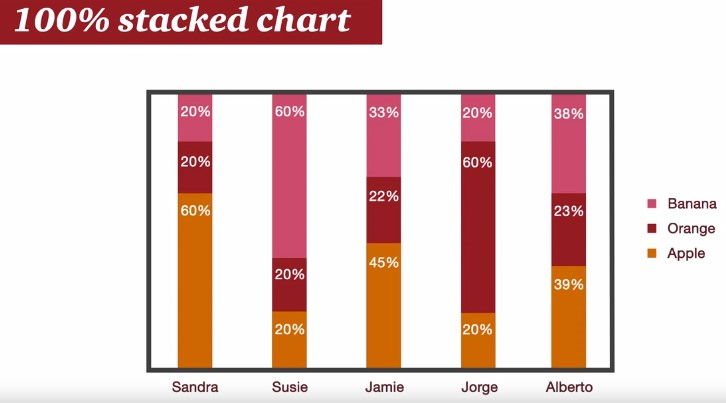 100% stacked chart
20% 60% 33% 20% 38%
20% 60%
22% 23%
60%
45%
20% 39%
20% 20%
Banana
Orange
Apple
Sandra Susie Jamie Jorge Alberto